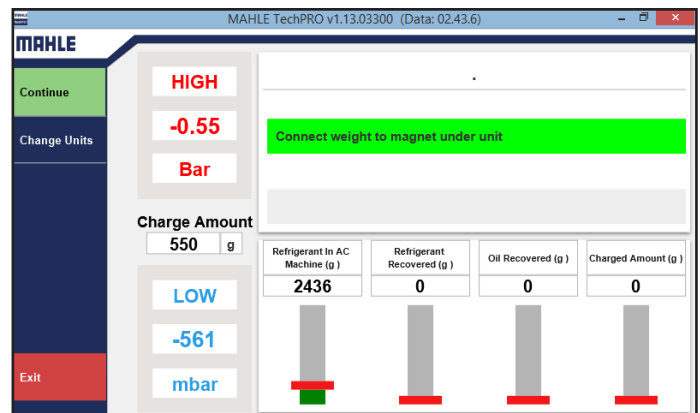 MAHLE TechPRO v1.13.03300 (Data: 02.43.6)
MAHLE
Continue
Change Units
Exit
HIGH
-0.55
Bar
Charge Amount
550 g
LOW
-561
mbar
.
Connect weight to magnet under unit
Refrigerant In AC
Machine (g )
2436
Refrigerant
Recovered (g )
0
Oil Recovered (g )
0
Charged Amount (g )
0